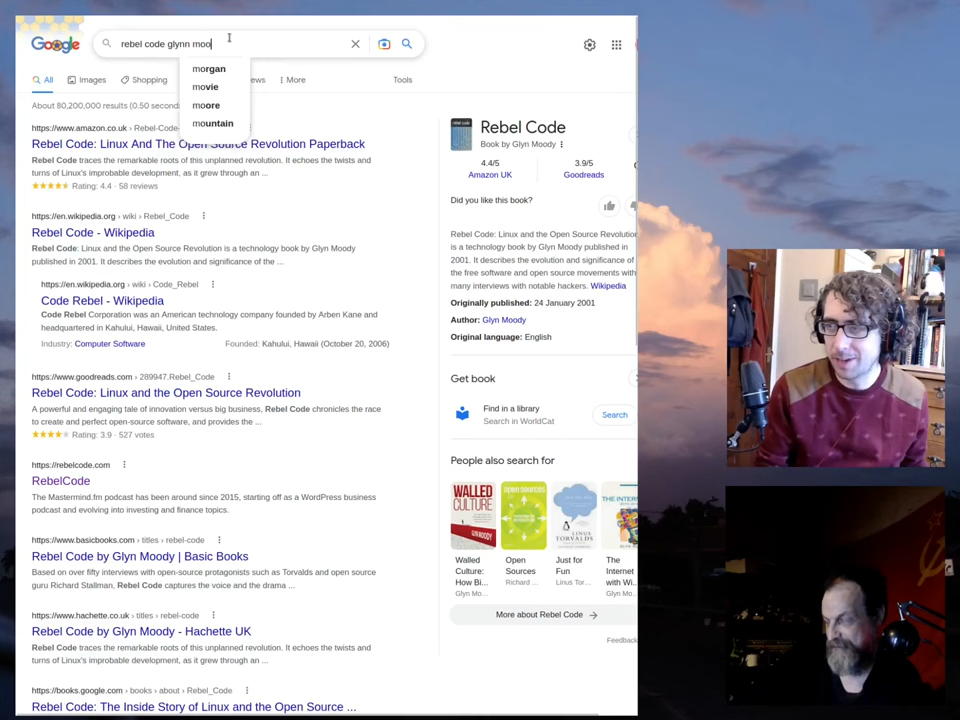 Google
rebel code glynn moo
morgan
movie
moore
mountain
All Images Shopping ews More Tools
About 80,200,000 results (0.50 second
https://www.amazon.co.uk › Rebel-Code-
Rebel Code: Linux And The Open Source Revolution Paperback
Rebel Code traces the remarkable roots of this unplanned revolution. It echoes the twists and
turns of Linux's improbable development, as it grew through an ...
Rating: 4.4 · 58 reviews
https://en.wikipedia.org › wiki › Rebel_Code
Rebel Code - Wikipedia
Rebel Code: Linux and the Open Source Revolution is a technology book by Glyn Moody
published in 2001. It describes the evolution and significance of the ...
https://en.wikipedia.org › wiki › Code_Rebel
Code Rebel - Wikipedia
Code Rebel Corporation was an American technology company founded by Arben Kane and
headquartered in Kahului, Hawaii, United States.
Industry: Computer Software Founded: Kahului, Hawaii (October 20, 2006)
https://www.goodreads.com › 289947.Rebel_Code
Rebel Code: Linux and the Open Source Revolution
A powerful and engaging tale of innovation versus big business, Rebel Code chronicles the race
to create and perfect open-source software, and provides the ...
Rating: 3.9 · 527 votes
https://rebelcode.com
RebelCode
The Mastermind.fm podcast has been around since 2015, starting off as a WordPress business
podcast and evolving into investing and finance topics.
https://www.basicbooks.com › titles › rebel-code
Rebel Code by Glyn Moody | Basic Books
Based on over fifty interviews with open-source protagonists such as Torvalds and open source
guru Richard Stallman, Rebel Code captures the voice and the drama ...
https://www.hachette.co.uk › titles › rebel-code
Rebel Code by Glyn Moody - Hachette UK
Rebel Code traces the remarkable roots of this unplanned revolution. It echoes the twists and
turns of Linux's improbable development, as it grew through an ...
https://books.google.com › books › about › Rebel_Code
Rebel Code: The Inside Story of Linux and the Open Source ...
Rebel Code
Book by Glyn Moody
4.4/5 3.9/5
Amazon UK Goodreads
Did you like this book?
Rebel Code: Linux and the Open Source Revolution
is a technology book by Glyn Moody published in
2001. It describes the evolution and significance of
the free software and open source movements with
many interviews with notable hackers. Wikipedia
Originally published: 24 January 2001
Author: Glyn Moody
Original language: English
Get book
Find in a library
Search in WorldCat
Search
People also search for
WALLED CULTURE
open sources
LINUS TORVALDS
THE INTERN
Walled Culture: How Bi...
Glyn Mo...
Open Sources
Richard ...
Just for Fun
Linus Tor...
The Internet with Wi...
Glyn Mo...
More about Rebel Code
Feedback